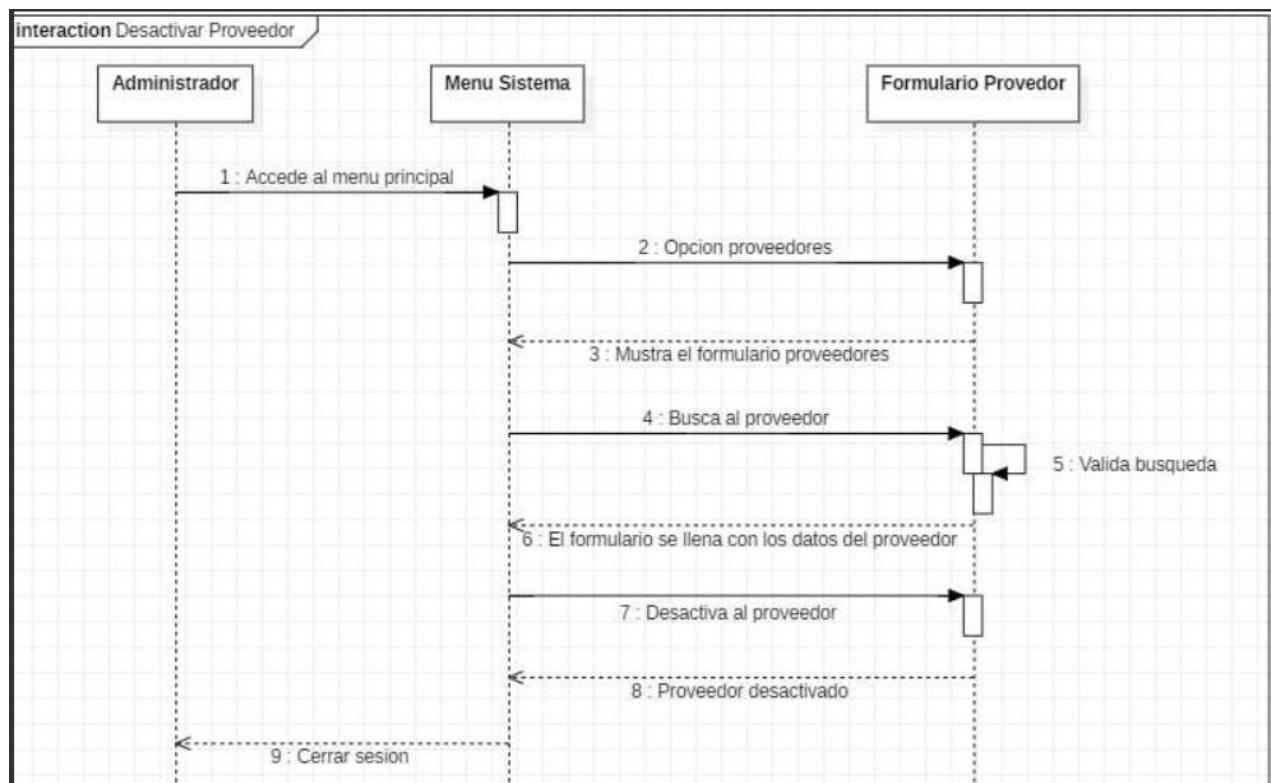 interaction Desactivar Proveedor
Administrador
Menu Sistema
Formulario Provedor
1 : Accede al menu principal
2 : Opcion proveedores
3 : Mustra el formulario proveedores
4 : Busca al proveedor
5 : Valida busqueda
6 : El formulario se llena con los datos del proveedor
7 : Desactiva al proveedor
8 : Proveedor desactivado
9 : Cerrar sesion